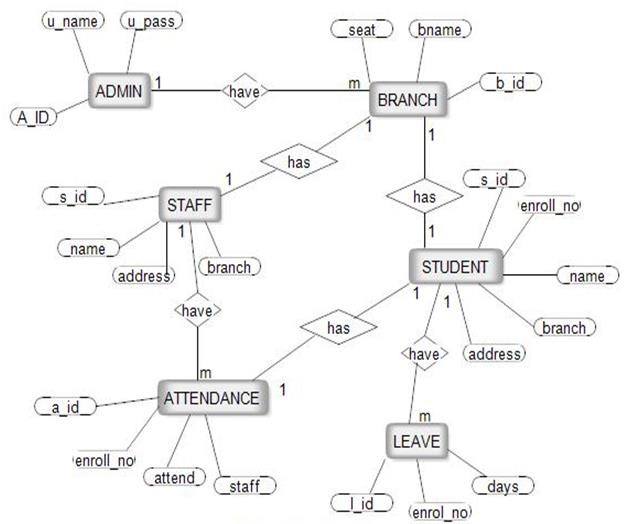 u_name
u_pass
seat
bname
ADMIN
1
have
m
BRANCH
b_id
A_ID
1
1
has
1
s_id
STAFF
has
s_id
enroll_no
1
1
name
address
branch
STUDENT
name
1
1
have
has
branch
have
address
m
ATTENDANCE
1
a_id
m
LEAVE
enroll_no
attend
staff
days
l_id
enrol_no